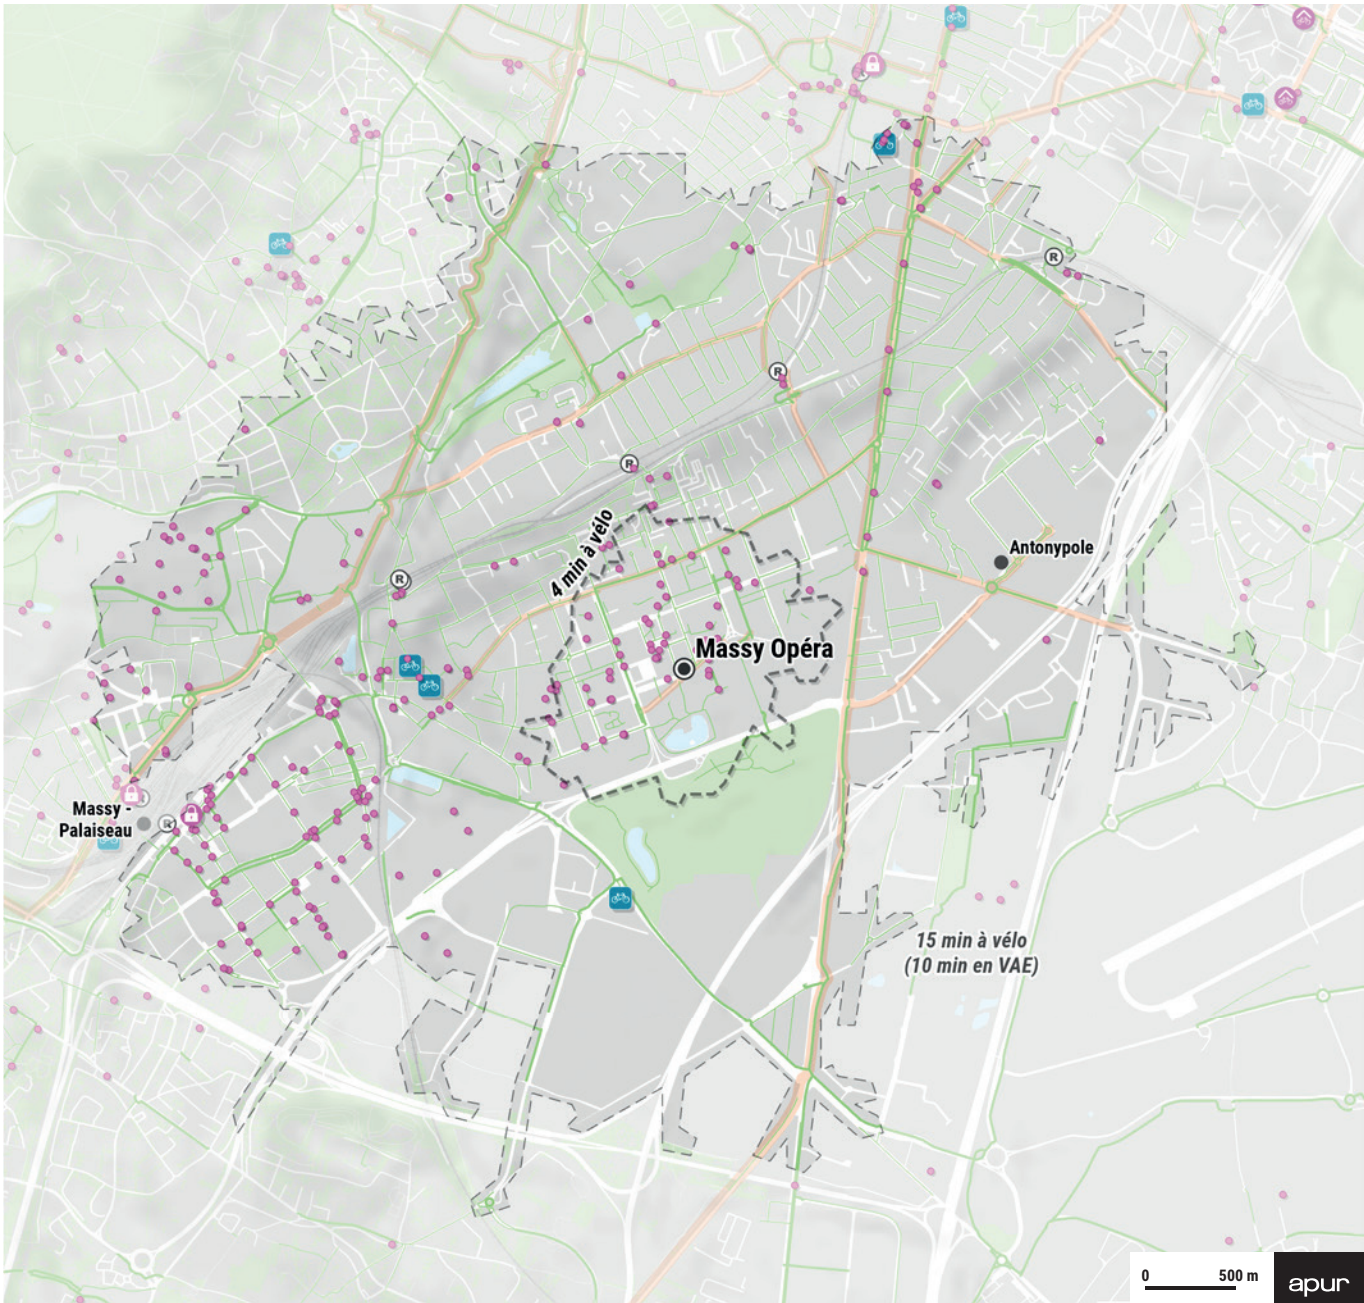 R
R
R
4 min à vélo
Antonypole
R
Massy Opéra
Massy -
Palaiseau
R
15 min à vélo
(10 min en VAE)
0 500 m
apur